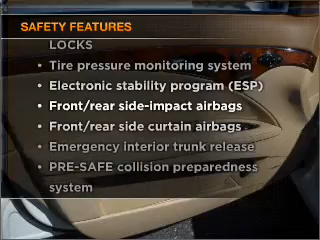 SAFETY FEATURES
LOCKS
• Tire pressure monitoring system
• Electronic stability program (ESP)
• Front/rear side-impact airbags
• Front/rear side curtain airbags
• Emergency interior trunk release
• PRE-SAFE collision preparedness
system